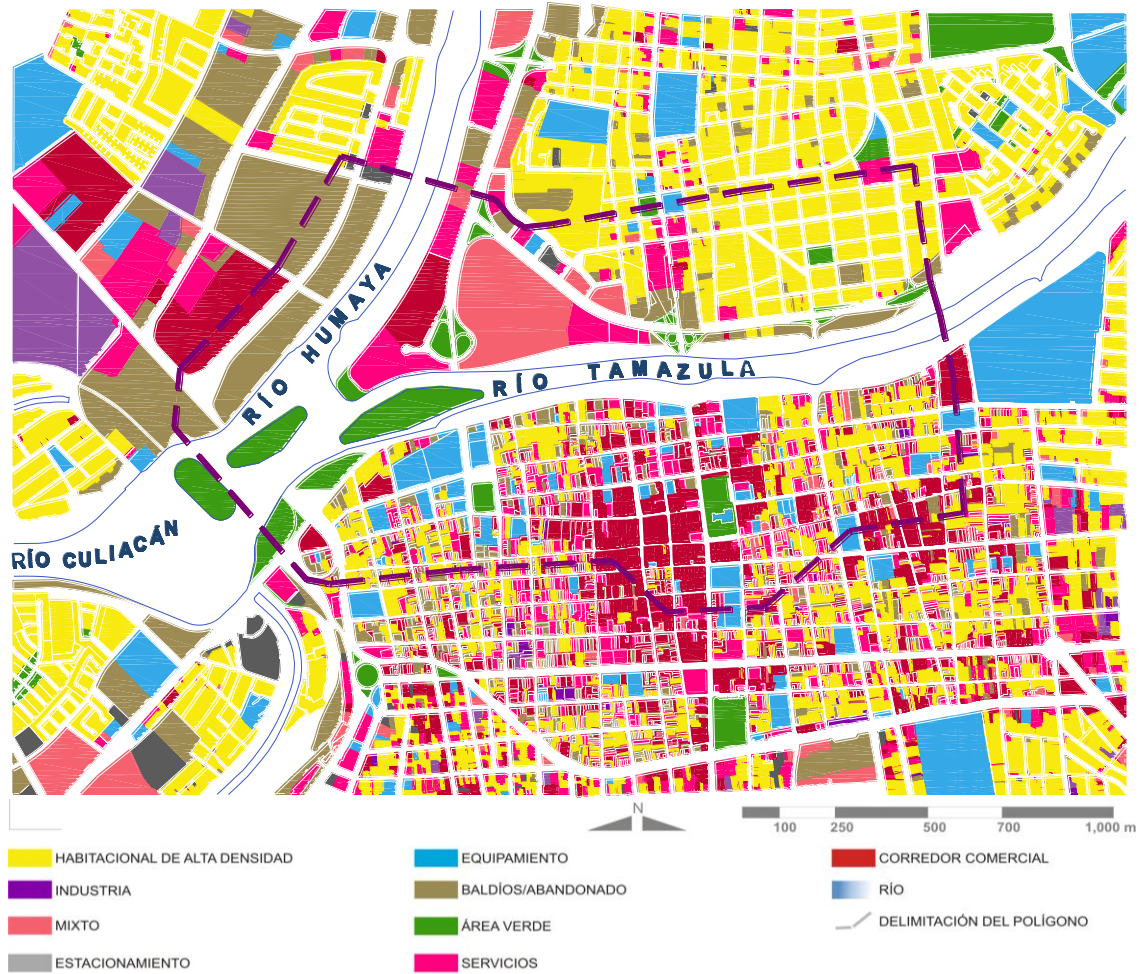 RÍO HUMAYA
RÍO TAMAZULA
RÍO CULIACÁN
N
100 250 500 700 1,000 m
HABITACIONAL DE ALTA DENSIDAD
EQUIPAMIENTO
CORREDOR COMERCIAL
INDUSTRIA
BALDÍOS/ABANDONADO
RÍO
MIXTO
ÁREA VERDE
DELIMITACIÓN DEL POLÍGONO
ESTACIONAMIENTO
SERVICIOS